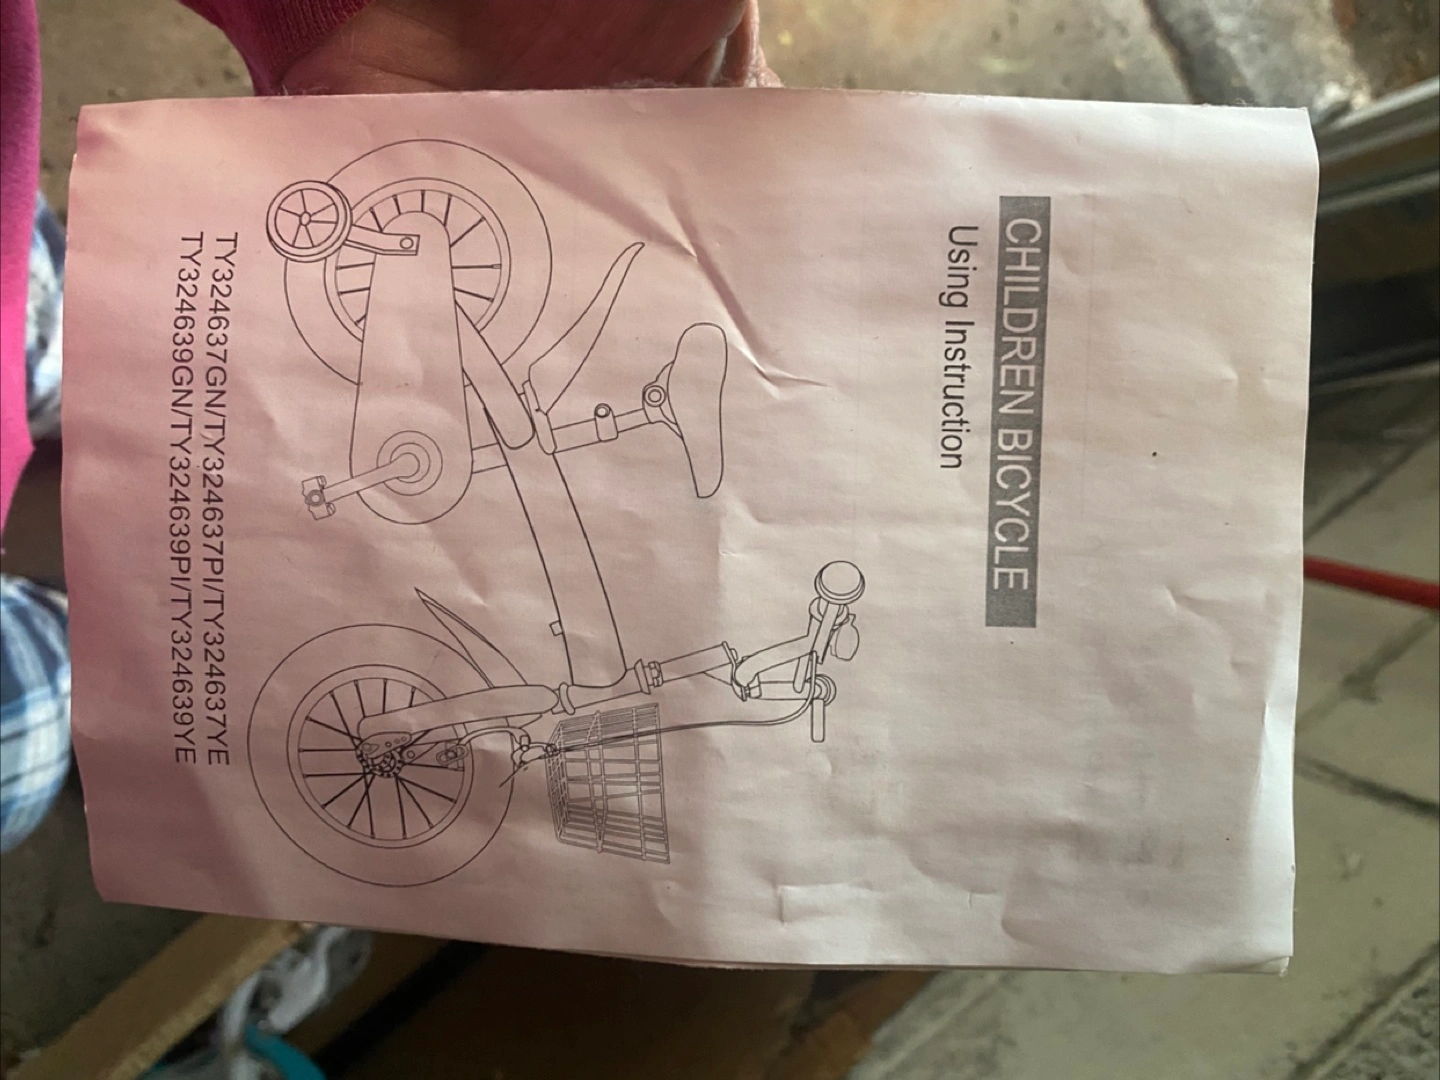 CHILDREN BICYCLE
Using Instruction
TY324637GN/TY324637PI/TY324637YE
TY324639GN/TY324639PI/TY324639YE